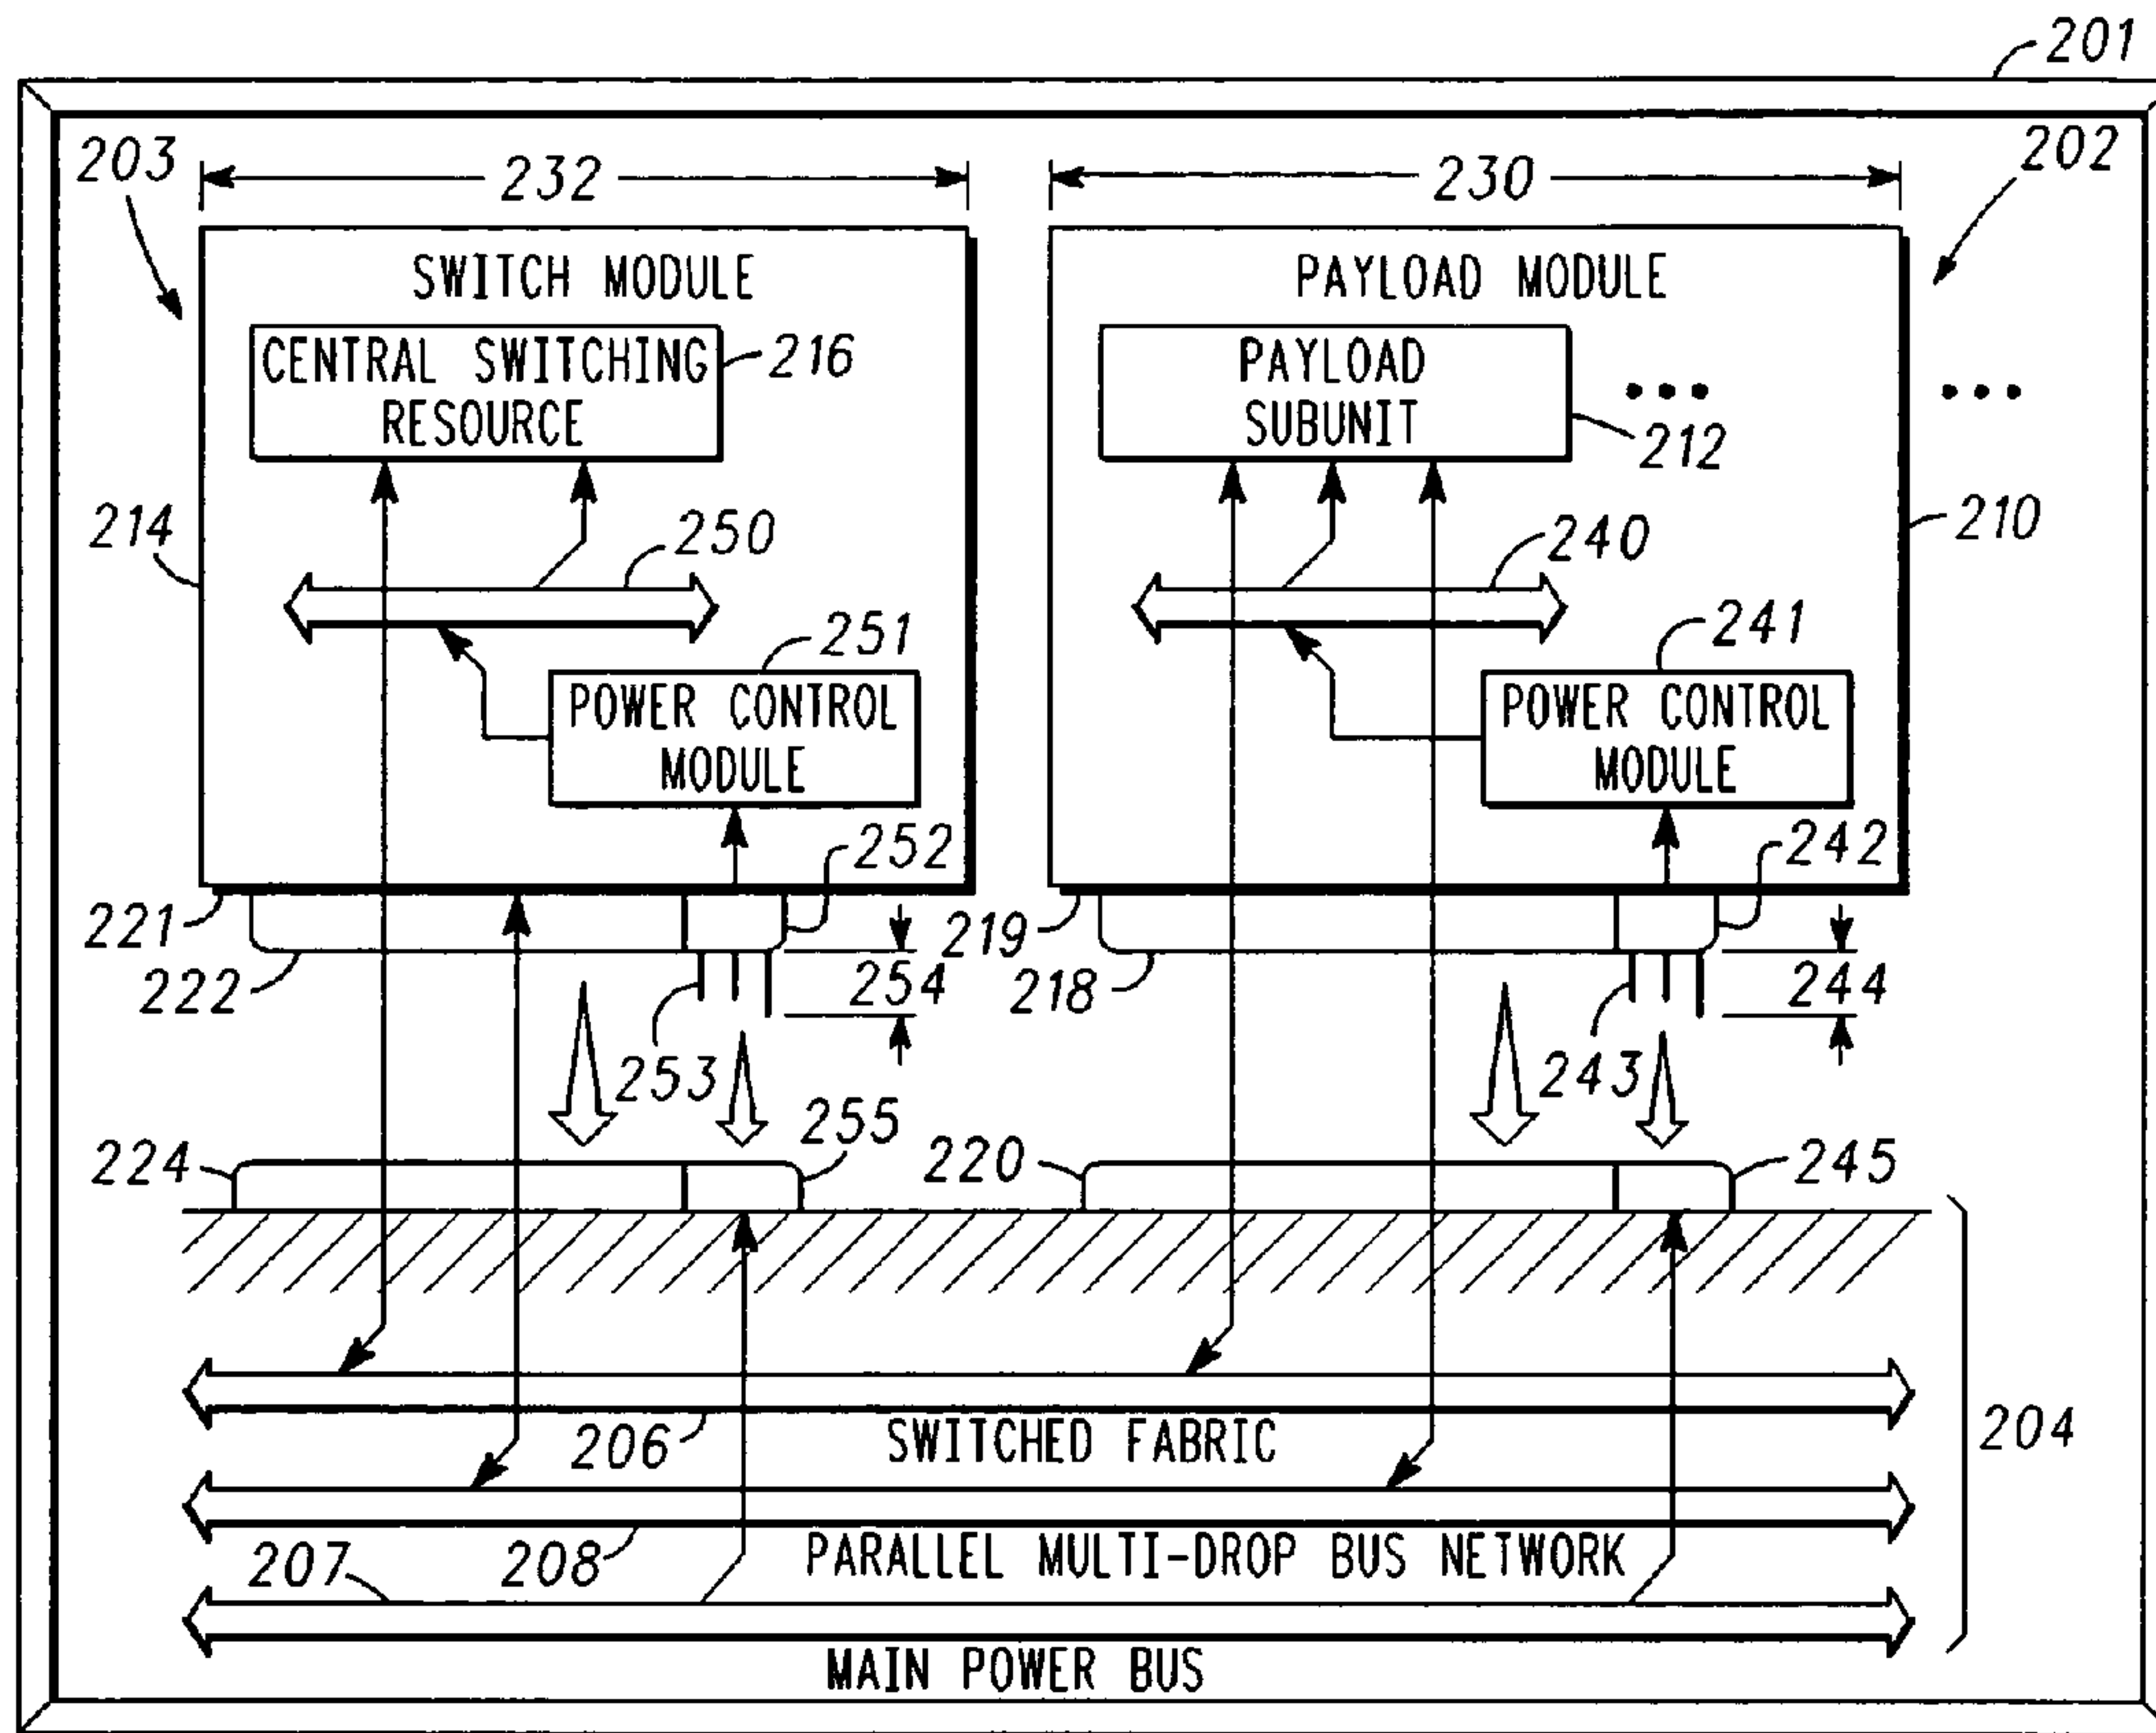 201
203
232
230
202
SWITCH MODULE
PAYLOAD MODULE
CENTRAL SWITCHING
RESOURCE
216
PAYLOAD
SUBUNIT
212
214
250
240
210
251
241
POWER CONTROL
MODULE
POWER CONTROL
MODULE
252
242
221
222
254
219
218
244
253
243
224
255
220
245
206
SWITCHED FABRIC
204
207
208
PARALLEL MULTI-DROP BUS NETWORK
MAIN POWER BUS